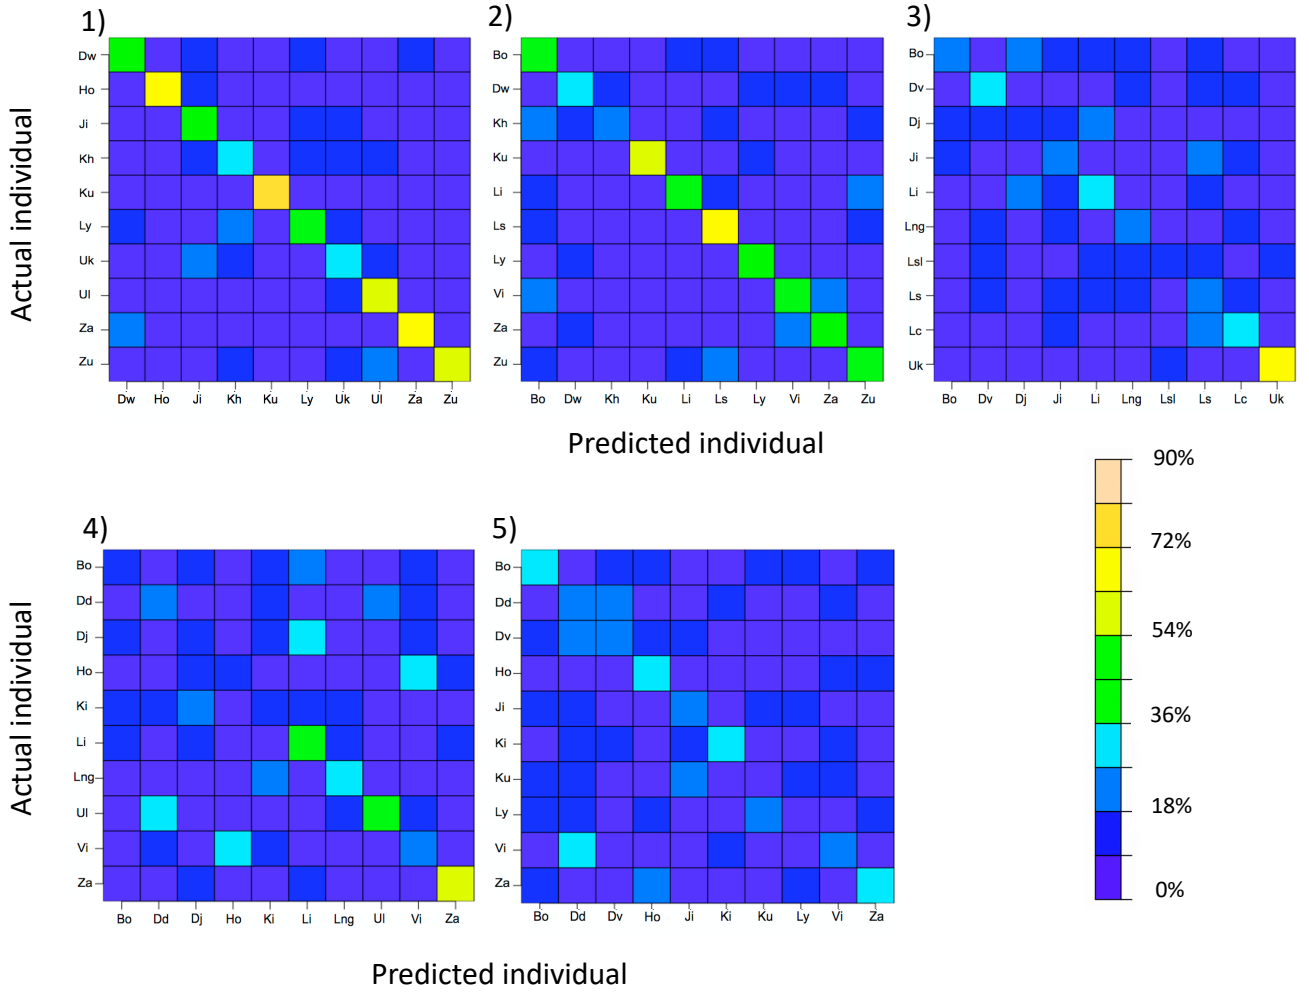 1)
Actual individual
Dw
Ho
Ji
Kh
Ku
Ly
Uk
Ul
Za
Zu
Dw Ho Ji Kh Ku Ly Uk Ul Za Zu
2)
Bo
Dw
Kh
Ku
Li
Ls
Ly
Vi
Za
Zu
Bo Dw Kh Ku Li Ls Ly Vi Za Zu
3)
Bo
Dv
Dj
Ji
Li
Lng
Lsl
Ls
Lc
Uk
Bo Dv Dj Ji Li Lng Lsl Ls Lc Uk
Predicted individual
4)
Actual individual
Bo
Dd
Dj
Ho
Ki
Li
Lng
Ul
Vi
Za
Bo Dd Dj Ho Ki Li Lng Ul Vi Za
5)
Bo
Dd
Dv
Ho
Ji
Ki
Ku
Ly
Vi
Za
Bo Dd Dv Ho Ji Ki Ku Ly Vi Za
90%
72%
54%
36%
18%
0%
Predicted individual